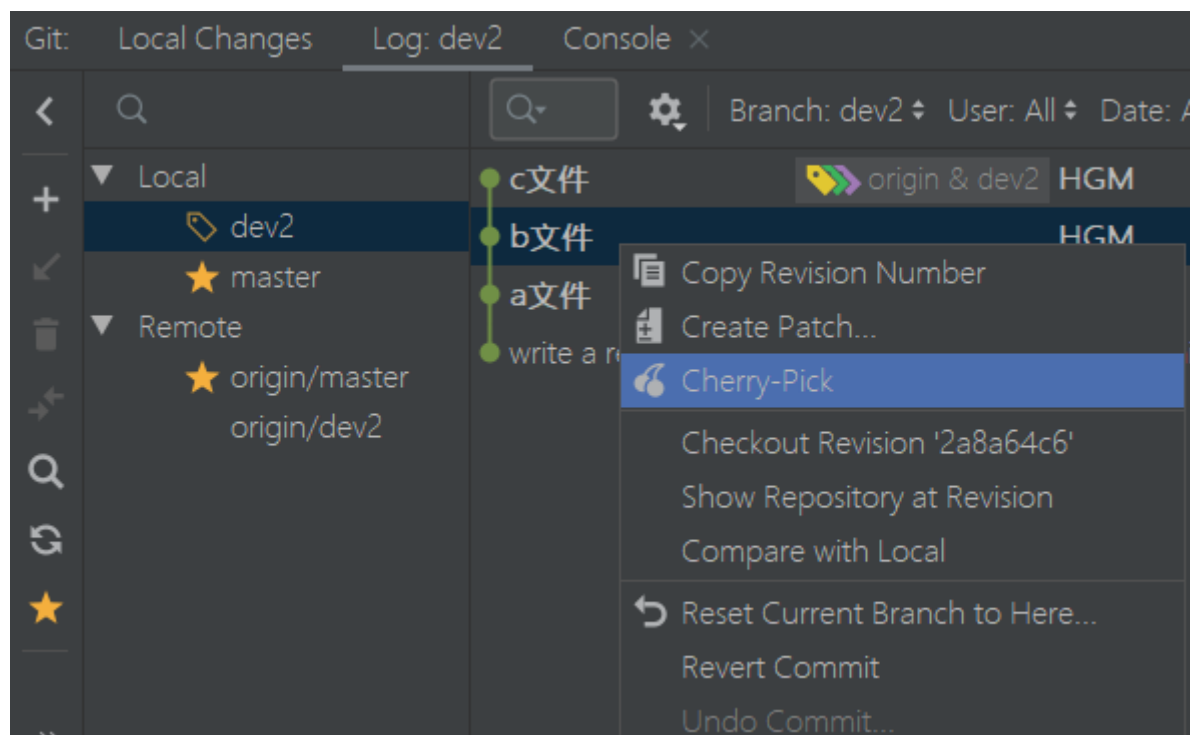 Git: Local Changes Log: dev2 Console
Branch: dev2 User: All Date: A
Local
dev2
master
Remote
origin/master
origin/dev2
c文件 origin & dev2 HGM
b文件 HGM
a文件
write a r
Copy Revision Number
Create Patch...
Cherry-Pick
Checkout Revision '2a8a64c6'
Show Repository at Revision
Compare with Local
Reset Current Branch to Here...
Revert Commit
Undo Commit...